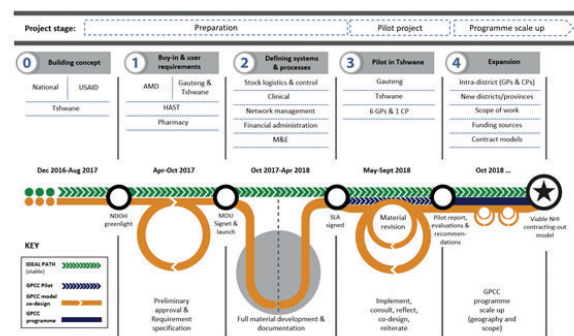 Project stage:
Preparation
Pilot project
Programme scale up
0
Building concept
National
USAID
Tshwane
1
Buy-in & user
requirements
AMD
Gauteng &
Tshwane
HAST
Pharmacy
2
Defining systems
& processes
Stock logistics & control
Clinical
Network management
Financial administration
M&E
3
Pilot in Tshwane
Gauteng
Tshwane
6 GPs & 1 CP
4
Expansion
Intra-district (GPs & CPs)
New districts/provinces
Scope of work
Funding sources
Contract models
Dec 2016-Aug 2017
Apr-Oct 2017
Oct 2017-Apr 2018
May-Sept 2018
Oct 2018 ...
NDOH
greenlight
MOU
Signet &
launch
SLA
signed
Material
revision
Pilot report,
evaluations &
recommen-
dations
Viable NHI
contracting-out
model
KEY
IDEAL PATH
(stable)
GPCC Pilot
GPCC model
co-design
GPCC
programme
Preliminary
approval &
Requirement
specification
Full material development &
documentation
Implement,
consult, reflect,
co-design,
reiterate
GPCC
programme
scale up
(geography and
scope)